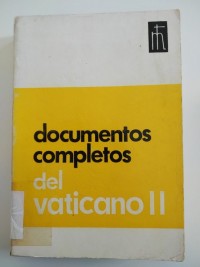 documentos
completos
del
vaticano II